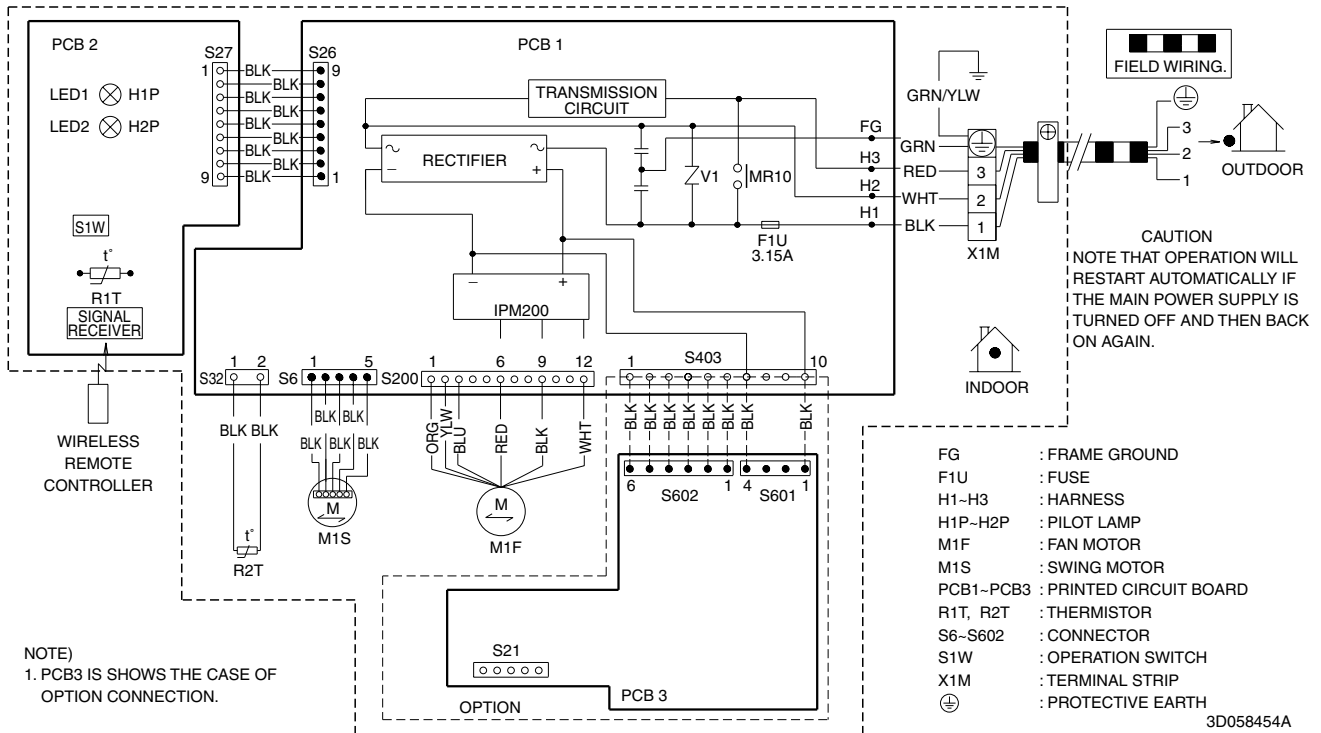 PCB 2
S27
S26
PCB 1
FIELD WIRING.
LED1 H1P
LED2 H2P
1 BLK 9
BLK
BLK
BLK
BLK
BLK
BLK
BLK
9 BLK 1
TRANSMISSION
CIRCUIT
RECTIFIER
~ ~
− +
V1
MR10
F1U
3.15A
GRN/YLW
FG
GRN
H3
RED 3
H2
WHT 2
H1
BLK 1
X1M
3
2
1
OUTDOOR
S1W
t°
R1T
SIGNAL
RECEIVER
− +
IPM200
CAUTION
NOTE THAT OPERATION WILL
RESTART AUTOMATICALLY IF
THE MAIN POWER SUPPLY IS
TURNED OFF AND THEN BACK
ON AGAIN.
INDOOR
S32 1 2
S6 1 5
S200 1 6 9 12
1 S403 10
WIRELESS
REMOTE
CONTROLLER
BLK BLK
BLK BLK
BLK BLK BLK
ORG
YLW
BLU
RED
BLK
WHT
BLK
BLK
BLK
BLK
BLK
BLK
BLK
BLK
6 1 4 1
S602 S601
t°
R2T
M
M1S
M
M1F
S21
PCB 3
OPTION
NOTE)
1. PCB3 IS SHOWS THE CASE OF
OPTION CONNECTION.
FG : FRAME GROUND
F1U : FUSE
H1~H3 : HARNESS
H1P~H2P : PILOT LAMP
M1F : FAN MOTOR
M1S : SWING MOTOR
PCB1~PCB3 : PRINTED CIRCUIT BOARD
R1T, R2T : THERMISTOR
S6~S602 : CONNECTOR
S1W : OPERATION SWITCH
X1M : TERMINAL STRIP
: PROTECTIVE EARTH
3D058454A